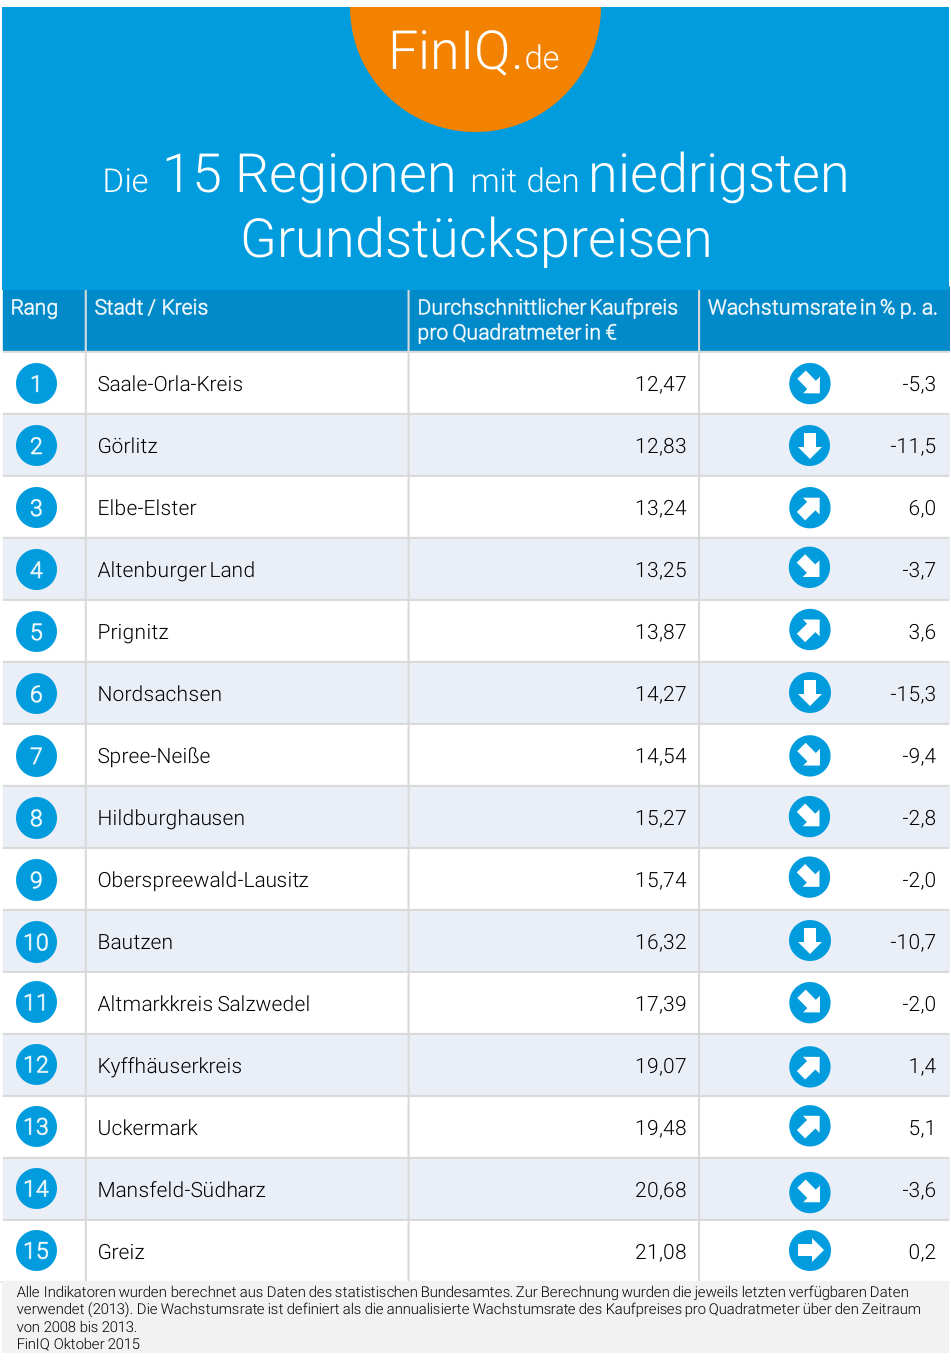 FinIQ.de
Die 15 Regionen mit den niedrigsten
Grundstückspreisen
Rang Stadt / Kreis Durchschnittlicher Kaufpreis pro Quadratmeter in € Wachstumsrate in % p. a.
1 Saale-Orla-Kreis 12,47 -5,3
2 Görlitz 12,83 -11,5
3 Elbe-Elster 13,24 6,0
4 Altenburger Land 13,25 -3,7
5 Prignitz 13,87 3,6
6 Nordsachsen 14,27 -15,3
7 Spree-Neiße 14,54 -9,4
8 Hildburghausen 15,27 -2,8
9 Oberspreewald-Lausitz 15,74 -2,0
10 Bautzen 16,32 -10,7
11 Altmarkkreis Salzwedel 17,39 -2,0
12 Kyffhäuserkreis 19,07 1,4
13 Uckermark 19,48 5,1
14 Mansfeld-Südharz 20,68 -3,6
15 Greiz 21,08 0,2
Alle Indikatoren wurden berechnet aus Daten des statistischen Bundesamtes. Zur Berechnung wurden die jeweils letzten verfügbaren Daten
verwendet (2013). Die Wachstumsrate ist definiert als die annualisierte Wachstumsrate des Kaufpreises pro Quadratmeter über den Zeitraum
von 2008 bis 2013.
FinIQ Oktober 2015